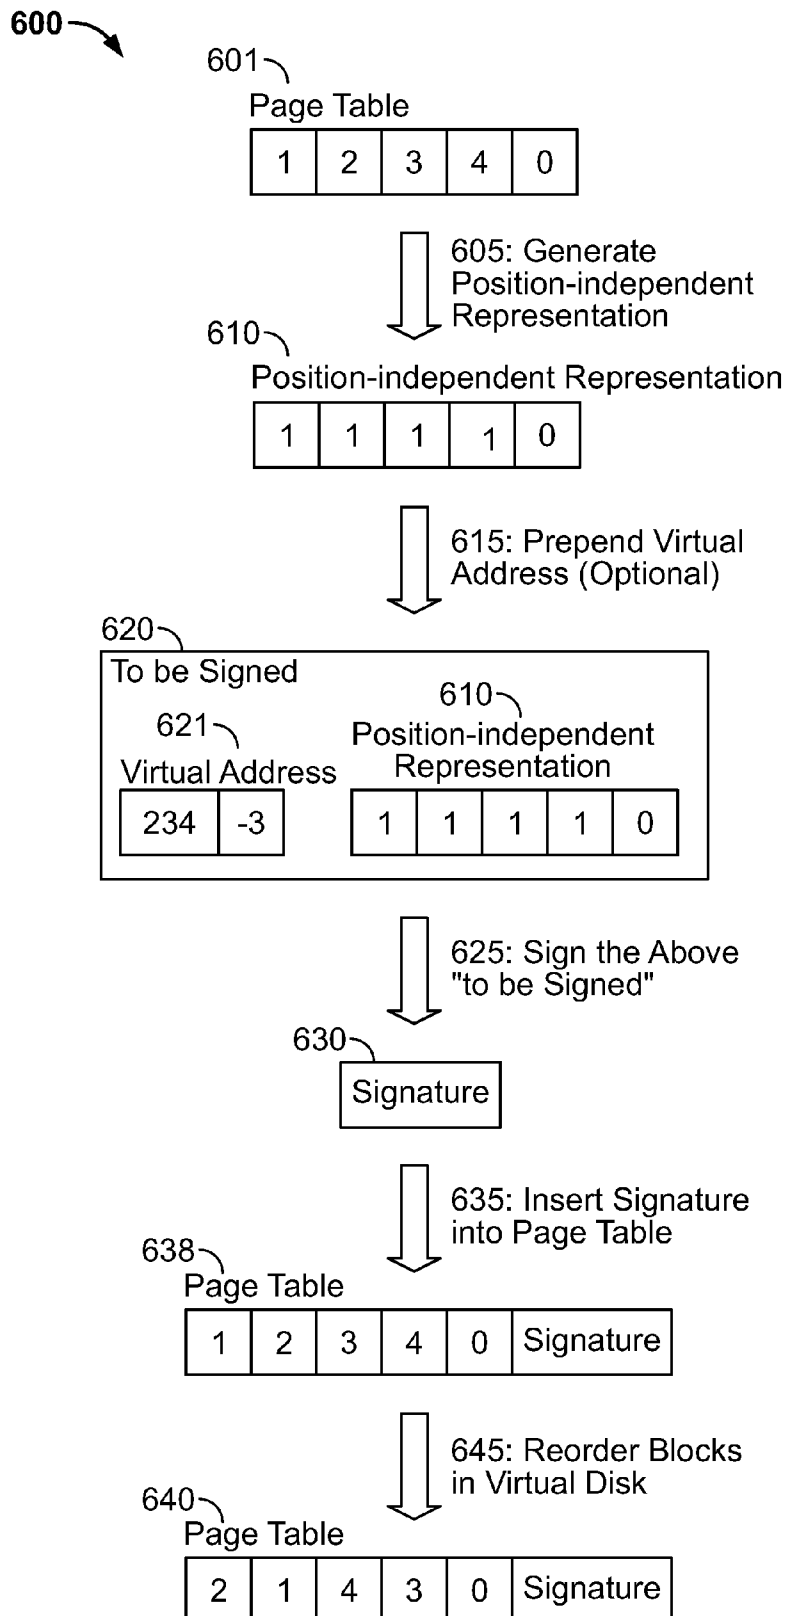 600
601
Page Table
1 2 3 4 0
605: Generate
Position-independent
Representation
610
Position-independent Representation
1 1 1 1 0
615: Prepend Virtual
Address (Optional)
620
To be Signed
610
621
Position-independent
Representation
Virtual Address
234 -3 1 1 1 1 0
625: Sign the Above
"to be Signed"
630
Signature
635: Insert Signature
into Page Table
638
Page Table
1 2 3 4 0 Signature
645: Reorder Blocks
in Virtual Disk
640
Page Table
2 1 4 3 0 Signature